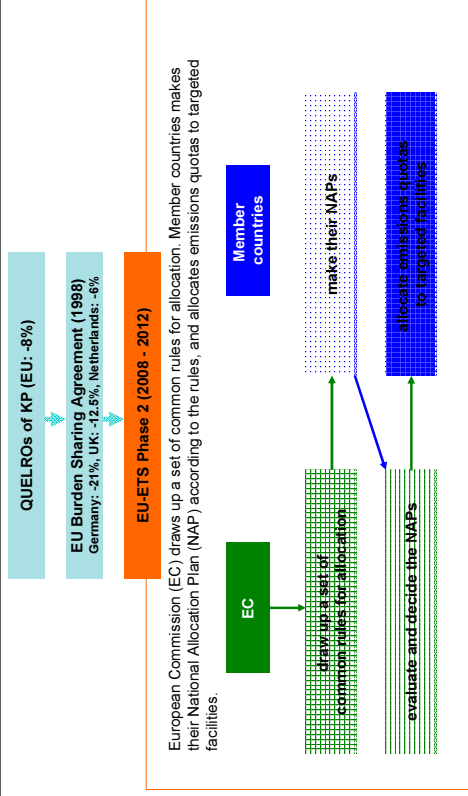 QUELROs of KP (EU: -8%)
EU Burden Sharing Agreement (1998)
Germany: -21%, UK: -12.5%, Netherlands: -6%
EU-ETS Phase 2 (2008 - 2012)
European Commission (EC) draws up a set of common rules for allocation. Member countries makes
their National Allocation Plan (NAP) according to the rules, and allocates emissions quotas to targeted
facilities.
EC
Member
countries
draw up a set of
common rules for allocation
make their NAPs
evaluate and decide the NAPs
allocate emissions quotas
to targeted facilities